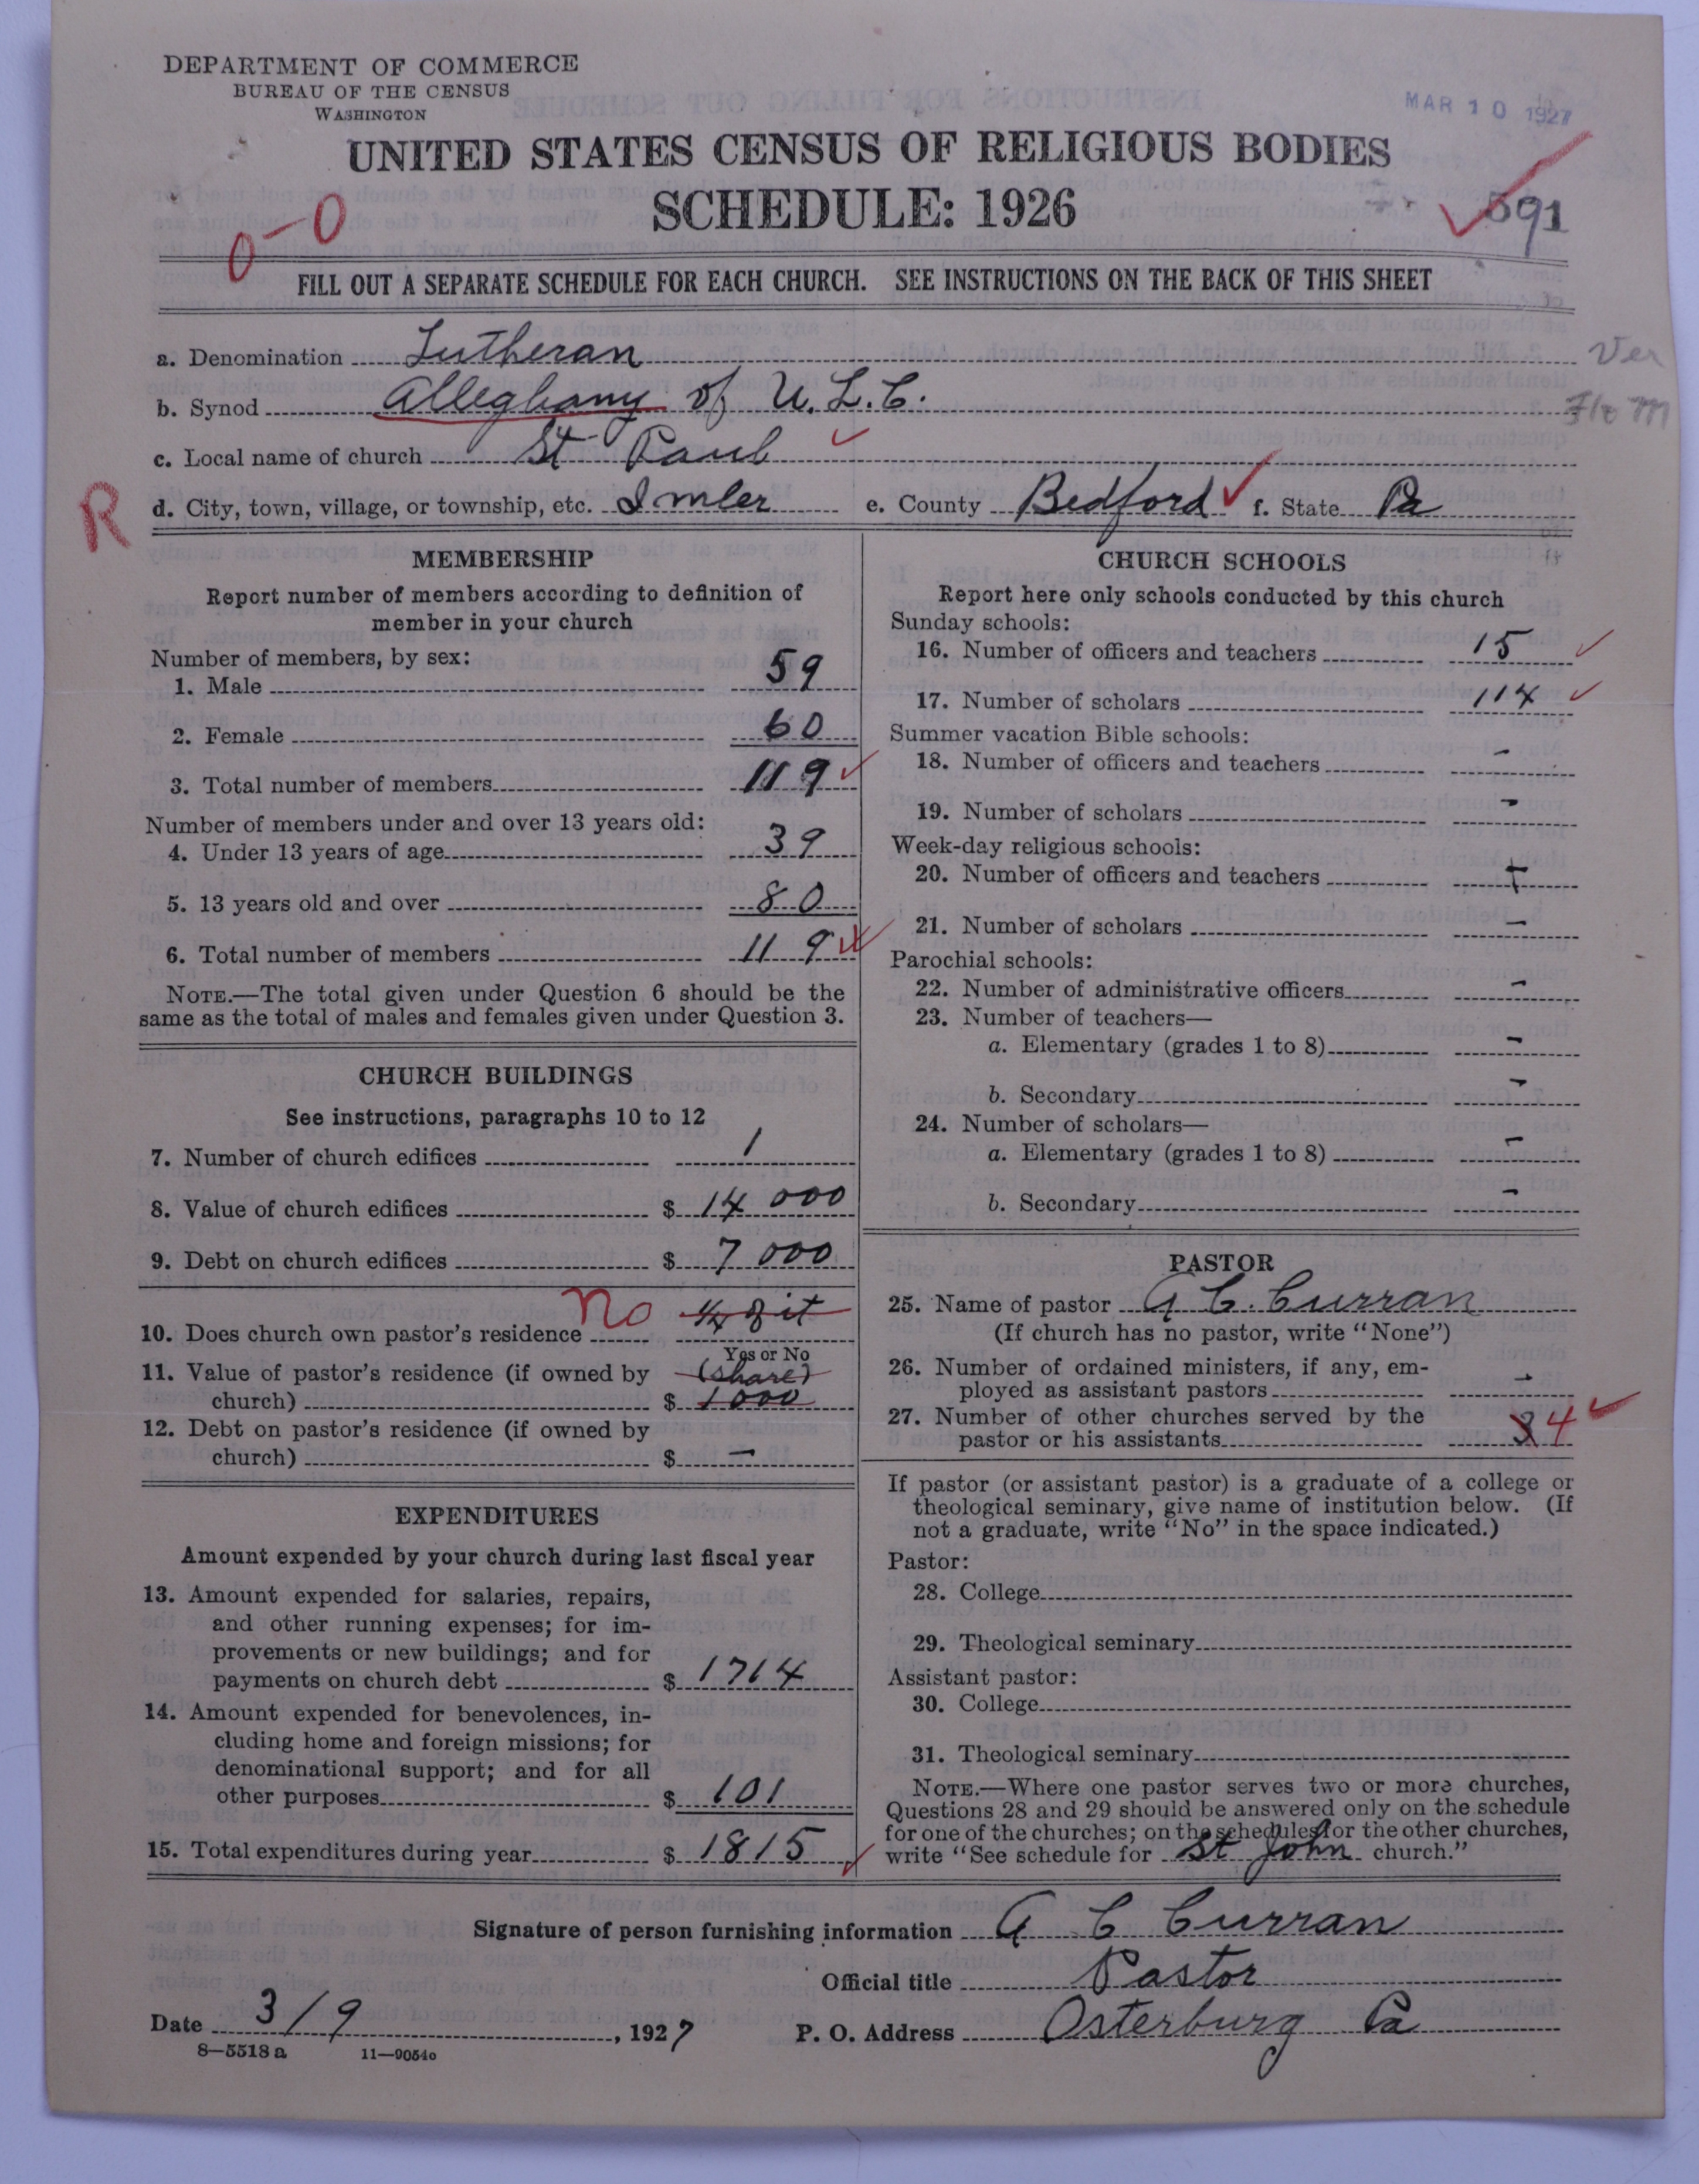 DEPARTMENT OF COMMERCE
BUREAU OF THE CENSUS
WASHINGTON
MAR 10 1927
UNITED STATES CENSUS OF RELIGIOUS BODIES
SCHEDULE: 1926
0-0
591
FILL OUT A SEPARATE SCHEDULE FOR EACH CHURCH. SEE INSTRUCTIONS ON THE BACK OF THIS SHEET
a. Denomination Lutheran
Ver
b. Synod Alleghany of U.L.C.
c. Local name of church St Paul
R
d. City, town, village, or township, etc. Imler e. County Bedford f. State Pa
MEMBERSHIP
Report number of members according to definition of
member in your church
Number of members, by sex:
1. Male 59
2. Female 60
3. Total number of members 119
Number of members under and over 13 years old:
4. Under 13 years of age 39
5. 13 years old and over 80
6. Total number of members 119
NOTE.—The total given under Question 6 should be the
same as the total of males and females given under Question 3.
CHURCH BUILDINGS
See instructions, paragraphs 10 to 12
7. Number of church edifices 1
8. Value of church edifices $ 14 000
9. Debt on church edifices $ 7 000
10. Does church own pastor's residence No 1/4 of it
Yes or No
11. Value of pastor's residence (if owned by (share)
church) $ 1000
12. Debt on pastor's residence (if owned by
church) $ -
EXPENDITURES
Amount expended by your church during last fiscal year
13. Amount expended for salaries, repairs,
and other running expenses; for im-
provements or new buildings; and for
payments on church debt $ 1714
14. Amount expended for benevolences, in-
cluding home and foreign missions; for
denominational support; and for all
other purposes $ 101
15. Total expenditures during year $ 1815
CHURCH SCHOOLS
Report here only schools conducted by this church
Sunday schools:
16. Number of officers and teachers 15
17. Number of scholars 114
Summer vacation Bible schools:
18. Number of officers and teachers -
19. Number of scholars -
Week-day religious schools:
20. Number of officers and teachers -
21. Number of scholars -
Parochial schools:
22. Number of administrative officers -
23. Number of teachers—
a. Elementary (grades 1 to 8) -
b. Secondary -
24. Number of scholars—
a. Elementary (grades 1 to 8) -
b. Secondary -
PASTOR
25. Name of pastor A C. Curran
(If church has no pastor, write "None")
26. Number of ordained ministers, if any, em-
ployed as assistant pastors -
27. Number of other churches served by the
pastor or his assistants 3 4
If pastor (or assistant pastor) is a graduate of a college or
theological seminary, give name of institution below. (If
not a graduate, write "No" in the space indicated.)
Pastor:
28. College
29. Theological seminary
Assistant pastor:
30. College
31. Theological seminary
NOTE.—Where one pastor serves two or more churches,
Questions 28 and 29 should be answered only on the schedule
for one of the churches; on the schedules for the other churches,
write "See schedule for St John church."
Signature of person furnishing information A C Curran
Official title Pastor
Date 3/9, 1927 P. O. Address Osterburg Pa
8—5518 a 11—9054o